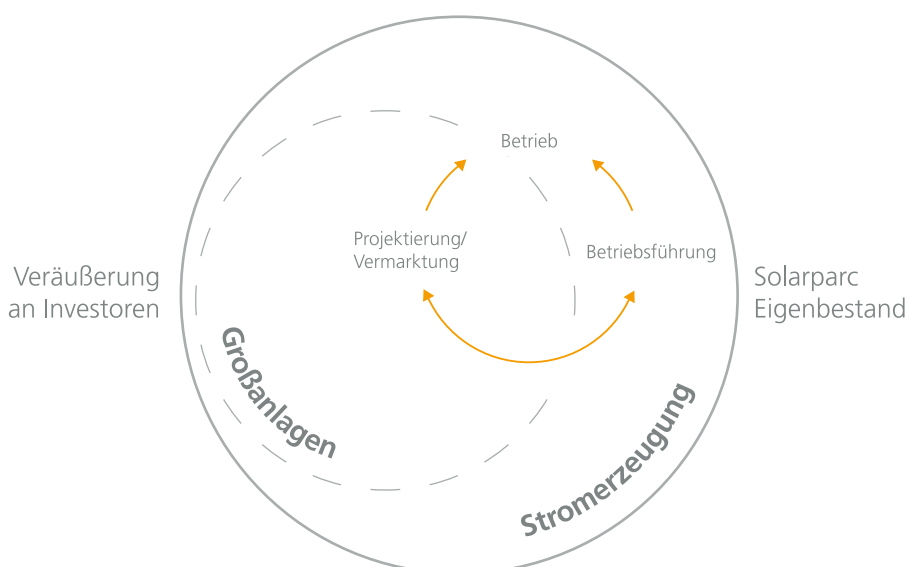 Betrieb
Projektierung/
Vermarktung
Betriebsführung
Veräußerung
an Investoren
Solarparc
Eigenbestand
Großanlagen
Stromerzeugung